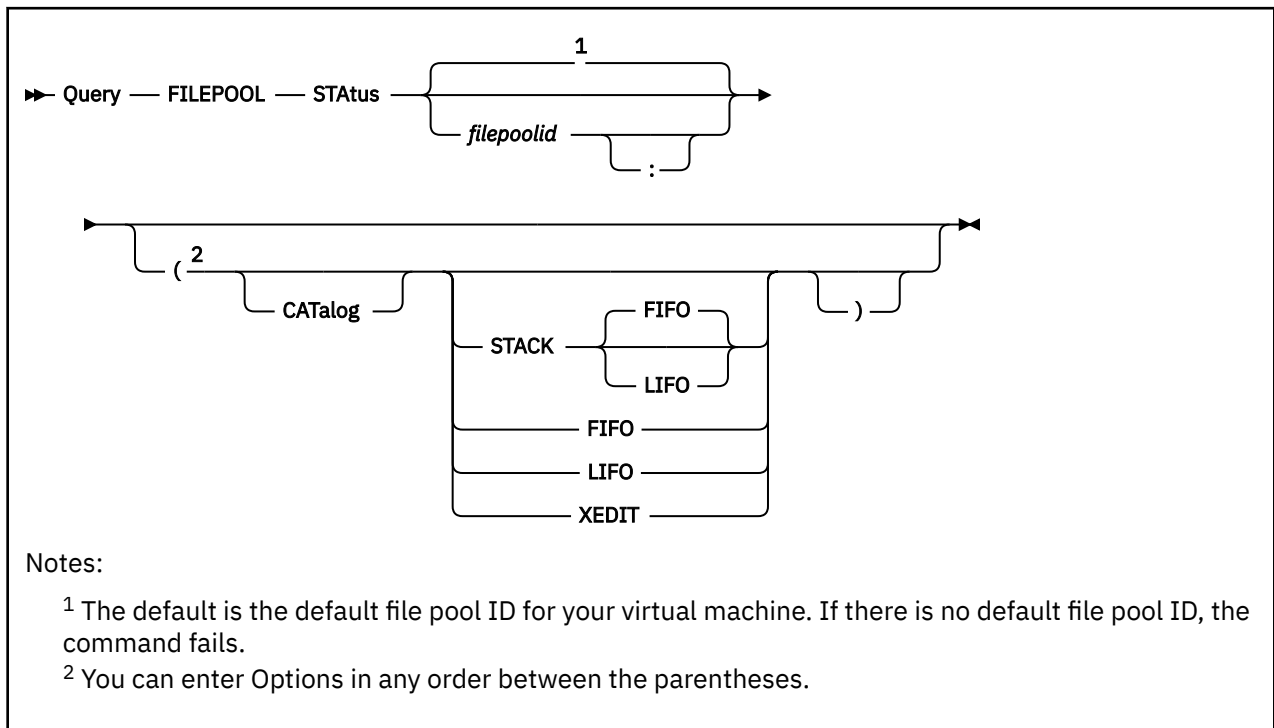 1
Query FILEPOOL STAtus
filepoolid
:
( 2
CATalog
STACK
FIFO
LIFO
)
FIFO
LIFO
XEDIT
Notes:
1 The default is the default file pool ID for your virtual machine. If there is no default file pool ID, the
command fails.
2 You can enter Options in any order between the parentheses.